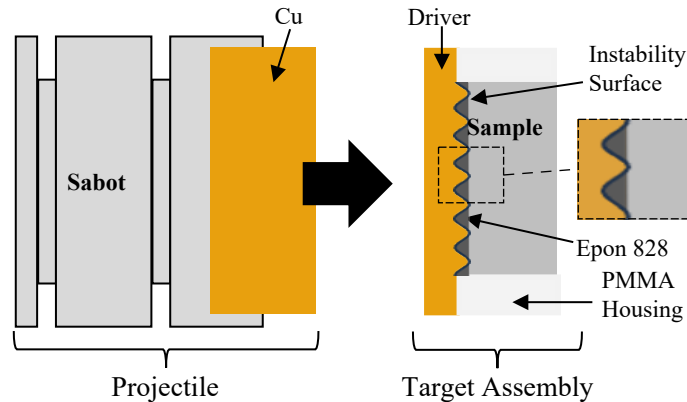 Cu
Driver
Instability
Surface
Sabot
Sample
Epon 828
PMMA
Housing
Projectile
Target Assembly